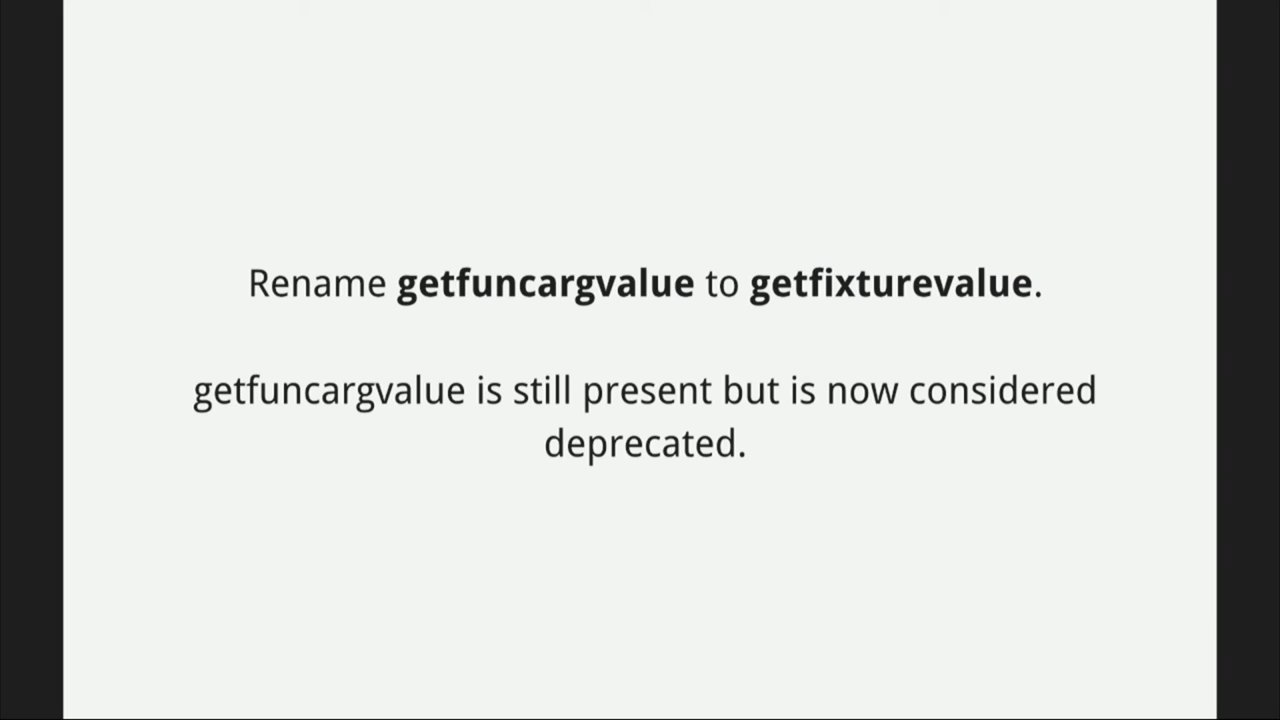 Rename getfuncargvalue to getfixturevalue.
getfuncargvalue is still present but is now considered
deprecated.